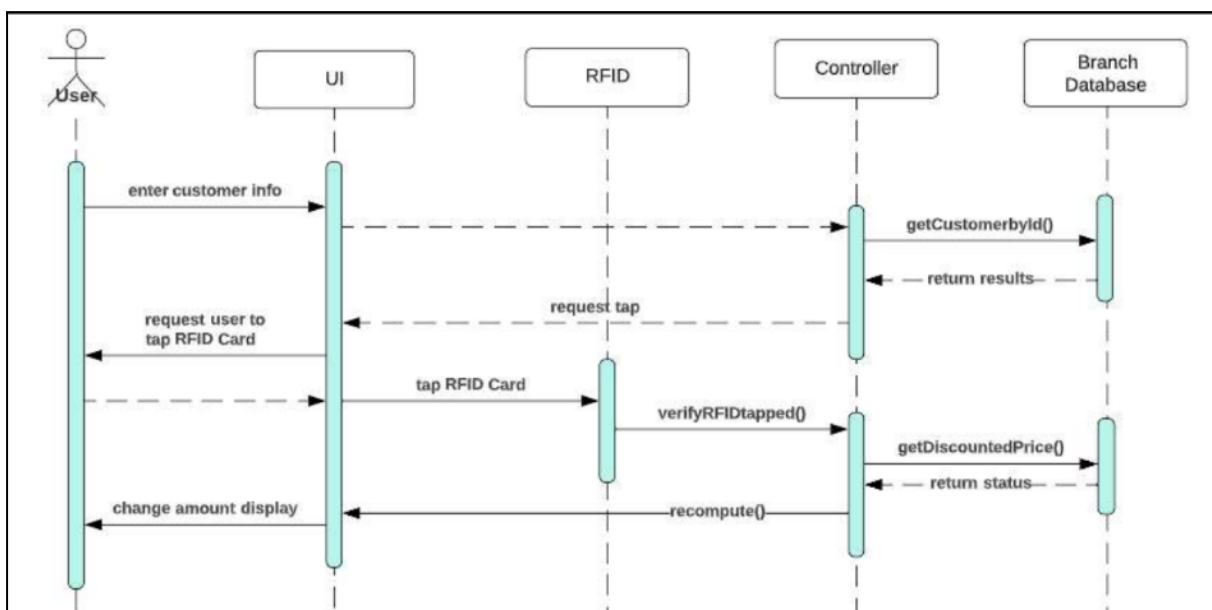 User
UI
RFID
Controller
Branch
Database
enter customer info
getCustomerbyId()
return results
request tap
request user to
tap RFID Card
tap RFID Card
verifyRFIDtapped()
getDiscountedPrice()
return status
change amount display
recompute()